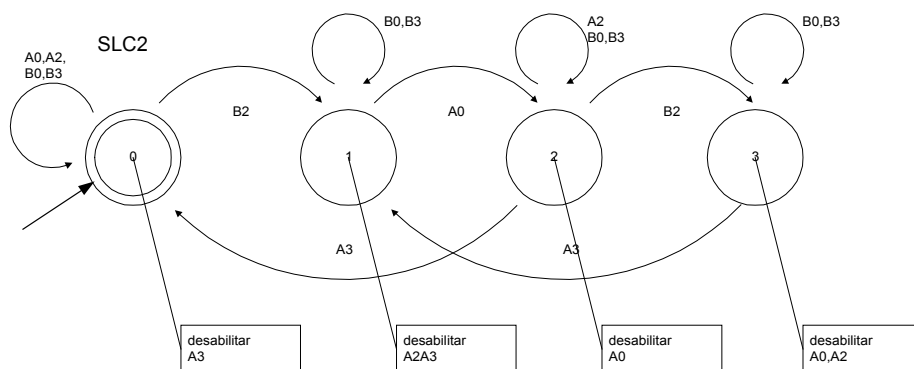 SLC2
A0,A2,
B0,B3
B0,B3
A2
B0,B3
B0,B3
B2
A0
B2
0
1
2
3
A3
A3
desabilitar
A3
desabilitar
A2A3
desabilitar
A0
desabilitar
A0,A2